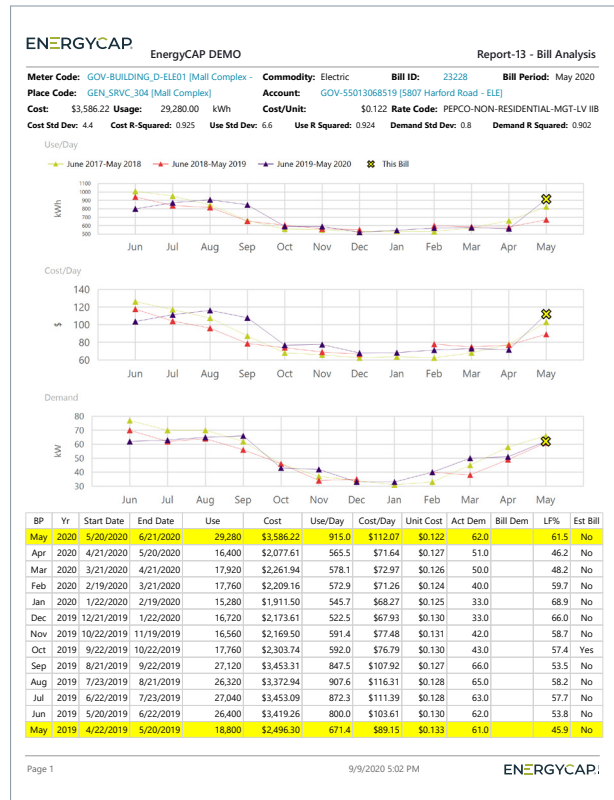 ENERGYCAP.
EnergyCAP DEMO Report-13 - Bill Analysis
Meter Code: GOV-BUILDING_D-ELE01 [Mall Complex - Commodity: Electric Bill ID: 23228 Bill Period: May 2020
Place Code: GEN_SRVC_304 [Mall Complex] Account: GOV-55013068519 [5807 Harford Road - ELE]
Cost: $3,586.22 Usage: 29,280.00 kWh Cost/Unit: $0.122 Rate Code: PEPCO-NON-RESIDENTIAL-MGT-LV IIB
Cost Std Dev: 4.4 Cost R-Squared: 0.925 Use Std Dev: 6.6 Use R Squared: 0.924 Demand Std Dev: 0.8 Demand R Squared: 0.902
Use/Day
June 2017-May 2018 June 2018-May 2019 June 2019-May 2020 This Bill
1100
1000
900
800
700
600
500
kWh
Jun Jul Aug Sep Oct Nov Dec Jan Feb Mar Apr May
Cost/Day
140
120
100
80
60
$
Jun Jul Aug Sep Oct Nov Dec Jan Feb Mar Apr May
Demand
80
70
60
50
40
30
kW
Jun Jul Aug Sep Oct Nov Dec Jan Feb Mar Apr May
BP Yr Start Date End Date Use Cost Use/Day Cost/Day Unit Cost Act Dem Bill Dem LF% Est Bill
May 2020 5/20/2020 6/21/2020 29,280 $3,586.22 915.0 $112.07 $0.122 62.0 61.5 No
Apr 2020 4/21/2020 5/20/2020 16,400 $2,077.61 565.5 $71.64 $0.127 51.0 46.2 No
Mar 2020 3/21/2020 4/21/2020 17,920 $2,261.94 578.1 $72.97 $0.126 50.0 48.2 No
Feb 2020 2/19/2020 3/21/2020 17,760 $2,209.16 572.9 $71.26 $0.124 40.0 59.7 No
Jan 2020 1/22/2020 2/19/2020 15,280 $1,911.50 545.7 $68.27 $0.125 33.0 68.9 No
Dec 2019 12/21/2019 1/22/2020 16,720 $2,173.61 522.5 $67.93 $0.130 33.0 66.0 No
Nov 2019 10/22/2019 11/19/2019 16,560 $2,169.50 591.4 $77.48 $0.131 42.0 58.7 No
Oct 2019 9/22/2019 10/22/2019 17,760 $2,303.74 592.0 $76.79 $0.130 43.0 57.4 Yes
Sep 2019 8/21/2019 9/22/2019 27,120 $3,453.31 847.5 $107.92 $0.127 66.0 53.5 No
Aug 2019 7/23/2019 8/21/2019 26,320 $3,372.94 907.6 $116.31 $0.128 65.0 58.2 No
Jul 2019 6/22/2019 7/23/2019 27,040 $3,453.09 872.3 $111.39 $0.128 63.0 57.7 No
Jun 2019 5/20/2019 6/22/2019 26,400 $3,419.26 800.0 $103.61 $0.130 62.0 53.8 No
May 2019 4/22/2019 5/20/2019 18,800 $2,496.30 671.4 $89.15 $0.133 61.0 45.9 No
Page 1 9/9/2020 5:02 PM ENERGYCAP.